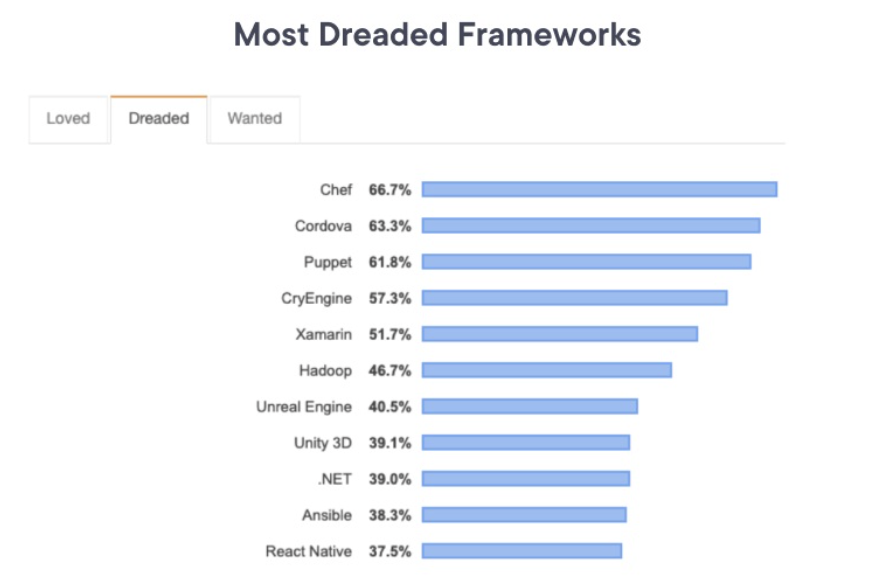 Most Dreaded Frameworks
Loved Dreaded Wanted
Chef 66.7%
Cordova 63.3%
Puppet 61.8%
CryEngine 57.3%
Xamarin 51.7%
Hadoop 46.7%
Unreal Engine 40.5%
Unity 3D 39.1%
.NET 39.0%
Ansible 38.3%
React Native 37.5%